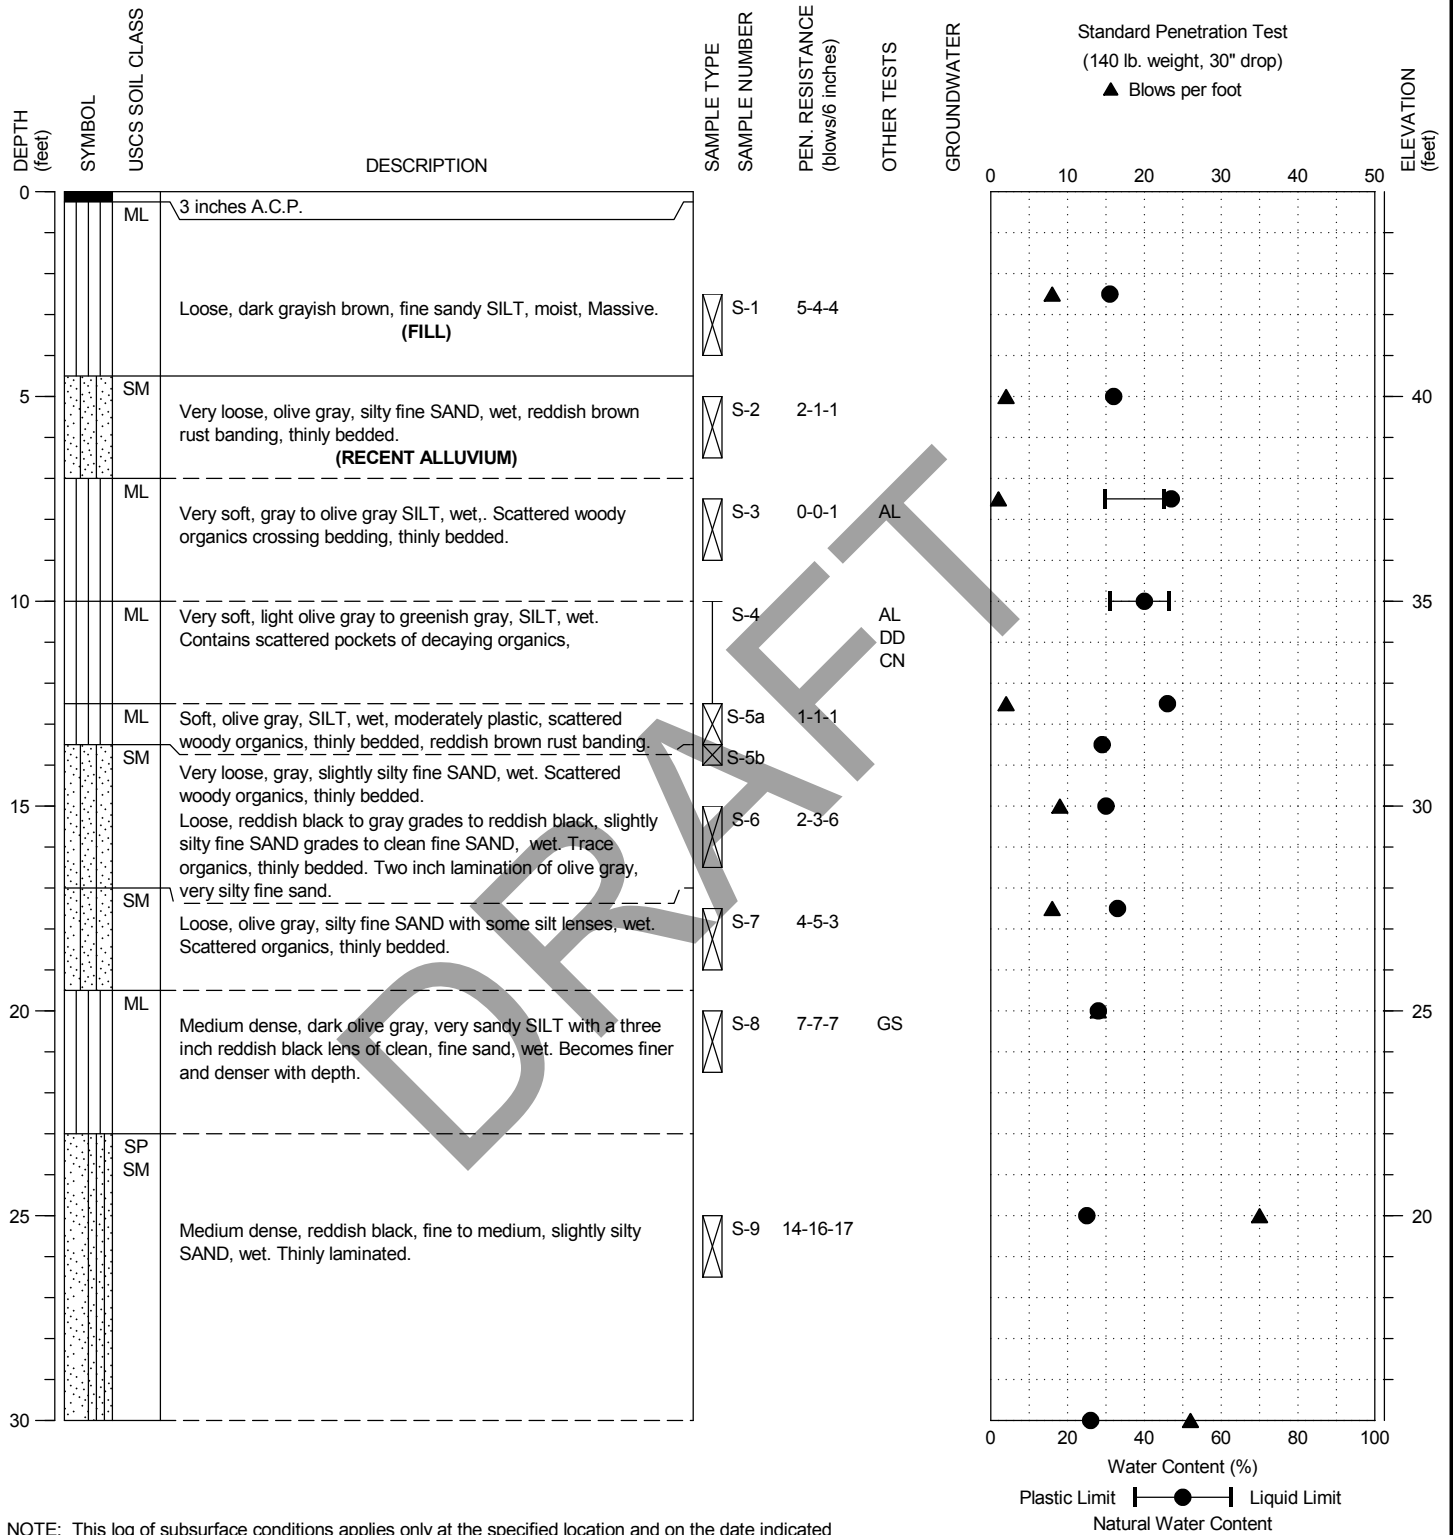 DEPTH
(feet)
SYMBOL
USCS SOIL CLASS
DESCRIPTION
SAMPLE TYPE
SAMPLE NUMBER
PEN. RESISTANCE
(blows/6 inches)
OTHER TESTS
GROUNDWATER
Standard Penetration Test
(140 lb. weight, 30" drop)
▲ Blows per foot
ELEVATION
(feet)
0 10 20 30 40 50
0
ML
3 inches A.C.P.
Loose, dark grayish brown, fine sandy SILT, moist, Massive.
(FILL)
S-1 5-4-4
SM
5
Very loose, olive gray, silty fine SAND, wet, reddish brown
rust banding, thinly bedded.
(RECENT ALLUVIUM)
S-2 2-1-1
40
ML
Very soft, gray to olive gray SILT, wet,. Scattered woody
organics crossing bedding, thinly bedded.
S-3 0-0-1 AL
10
ML
Very soft, light olive gray to greenish gray, SILT, wet.
Contains scattered pockets of decaying organics,
S-4 AL
DD
CN
35
ML
Soft, olive gray, SILT, wet, moderately plastic, scattered
woody organics, thinly bedded, reddish brown rust banding.
S-5a 1-1-1
SM
S-5b
Very loose, gray, slightly silty fine SAND, wet. Scattered
woody organics, thinly bedded.
15
Loose, reddish black to gray grades to reddish black, slightly
silty fine SAND grades to clean fine SAND, wet. Trace
organics, thinly bedded. Two inch lamination of olive gray,
very silty fine sand.
S-6 2-3-6
30
SM
Loose, olive gray, silty fine SAND with some silt lenses, wet.
Scattered organics, thinly bedded.
S-7 4-5-3
ML
20
Medium dense, dark olive gray, very sandy SILT with a three
inch reddish black lens of clean, fine sand, wet. Becomes finer
and denser with depth.
S-8 7-7-7 GS
25
SP
SM
25
Medium dense, reddish black, fine to medium, slightly silty
SAND, wet. Thinly laminated.
S-9 14-16-17
20
30
DRAFT
0 20 40 60 80 100
Water Content (%)
Plastic Limit Liquid Limit
Natural Water Content
NOTE: This log of subsurface conditions applies only at the specified location and on the date indicated